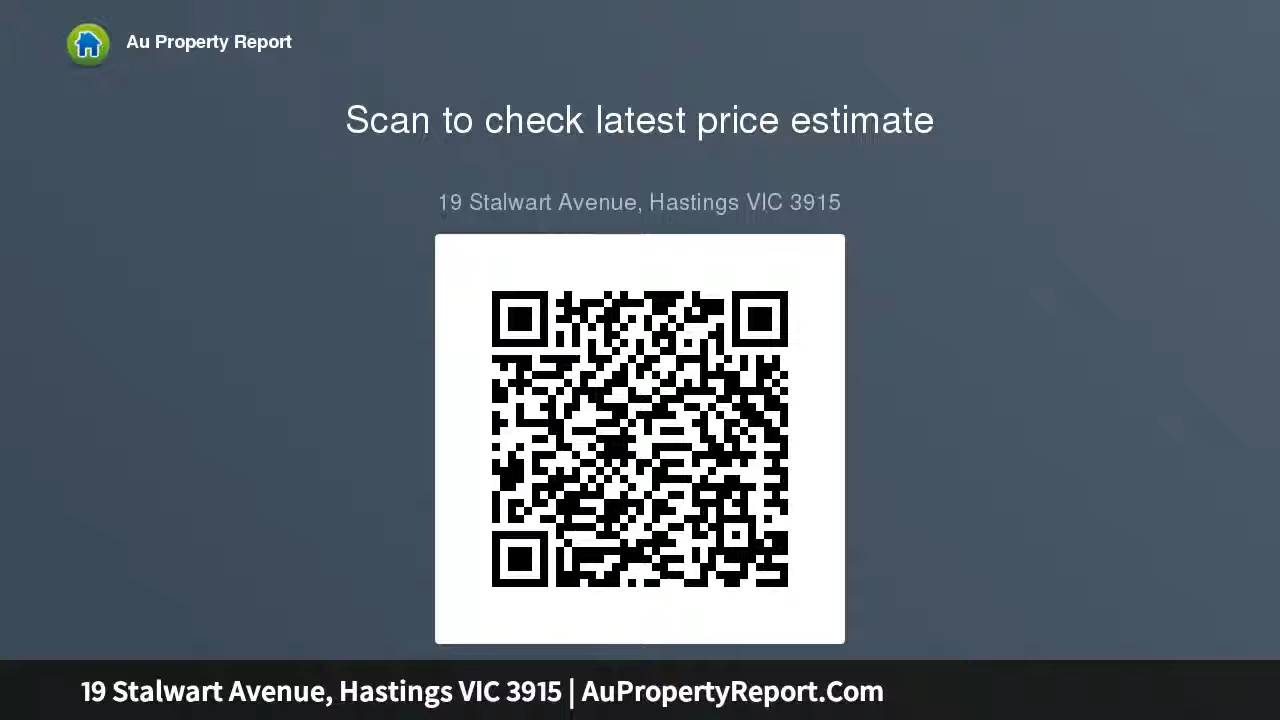 Au Property Report
Scan to check latest price estimate
19 Stalwart Avenue, Hastings VIC 3915
19 Stalwart Avenue, Hastings VIC 3915 | AuPropertyReport.Com